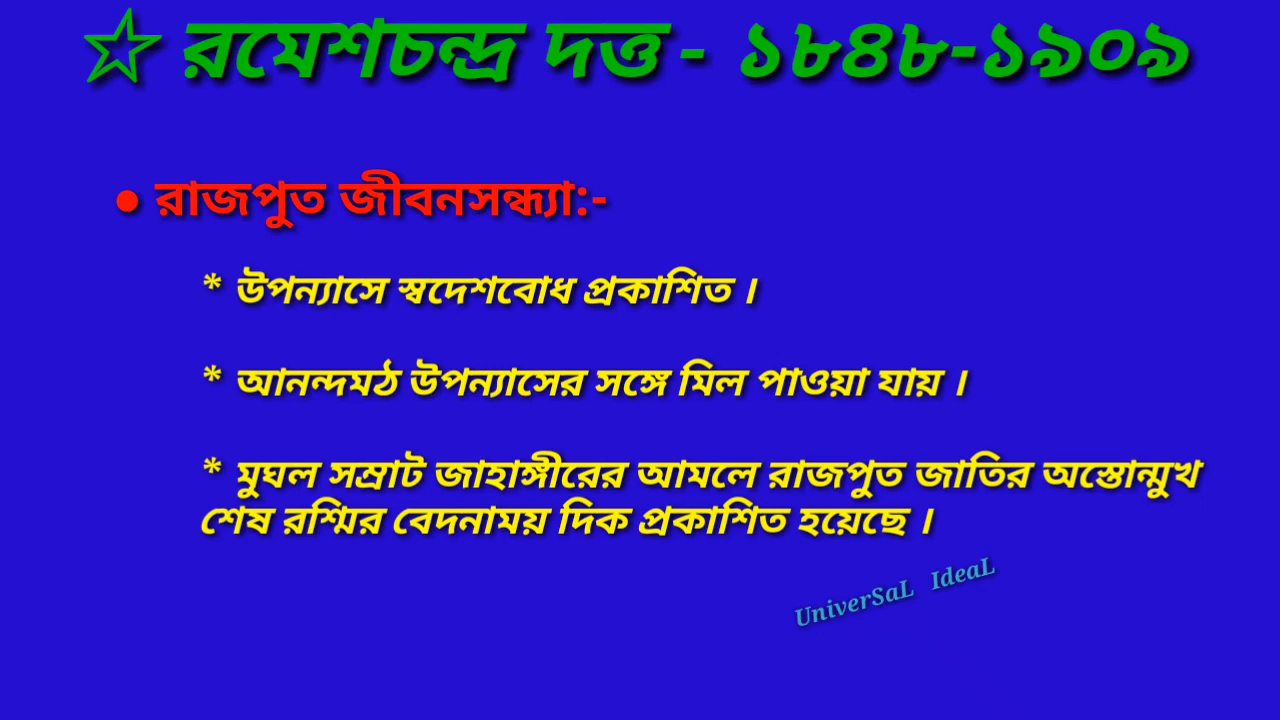 ☆ রমেশচন্দ্র দত্ত - ১৮৪৮-১৯০৯
• রাজপুত জীবনসন্ধ্যা:-
* উপন্যাসে স্বদেশবোধ প্রকাশিত ।
* আনন্দমঠ উপন্যাসের সঙ্গে মিল পাওয়া যায় ।
* মুঘল সম্রাট জাহাঙ্গীরের আমলে রাজপুত জাতির অস্তোন্মুখ
শেষ রশ্মির বেদনাময় দিক প্রকাশিত হয়েছে ।
UniverSaL IdeaL